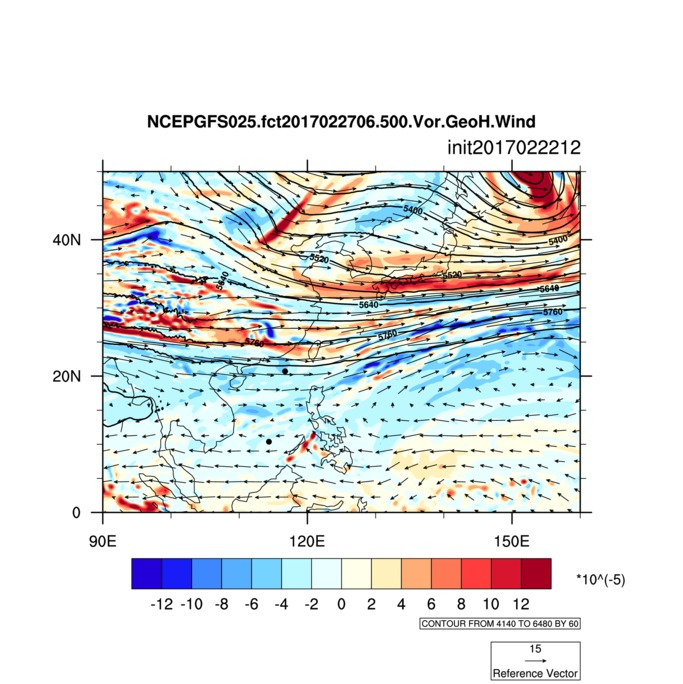 NCEPGFS025.fct2017022706.500.Vor.GeoH.Wind
init2017022212
5400
40N
5400
5520
5520
5640
5640
5640
5760
5760
5760
20N
0
90E 120E 150E
-12 -10 -8 -6 -4 -2 0 2 4 6 8 10 12
*10^(-5)
CONTOUR FROM 4140 TO 6480 BY 60
15
Reference Vector